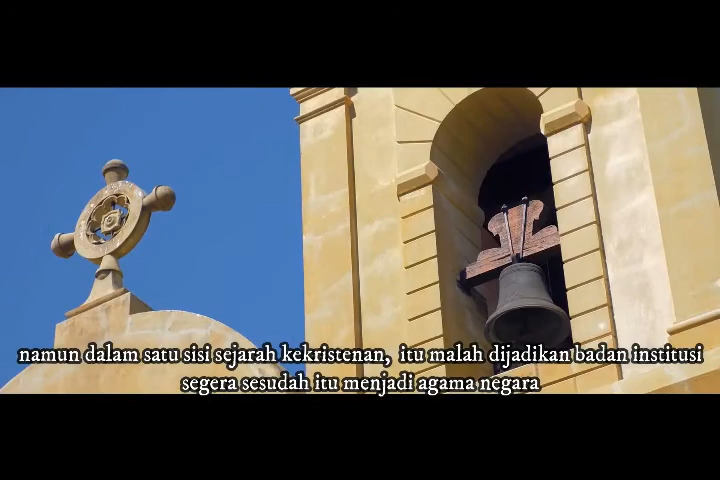 namun dalam satu sisi sejarah kekristenan, itu malah dijadikan badan institusi
segera sesudah itu menjadi agama negara